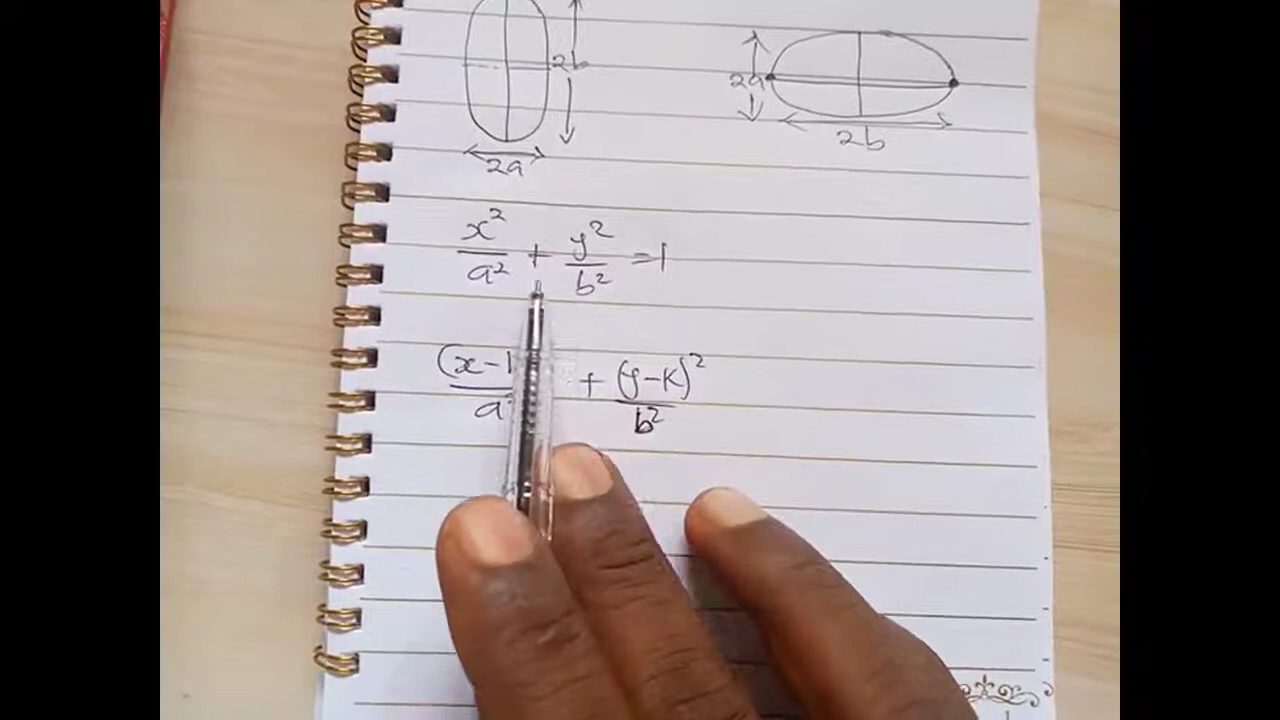 2b
2a
2a
2b
x²/a² + y²/b² = 1
+ (y-k)²/b²